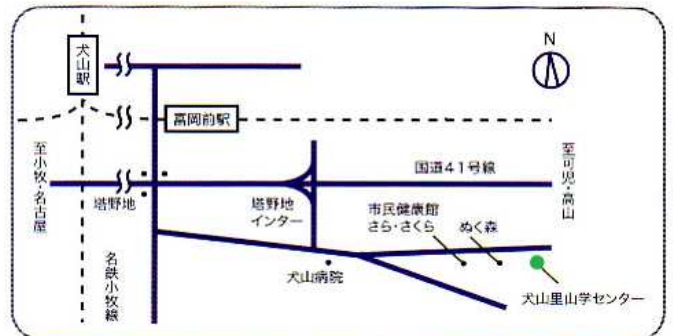 N
犬山駅
富岡前駅
至小牧・名古屋
国道41号線
至可児・高山
塔野地
塔野地
インター
市民健康館
さら・さくら
ぬく森
名鉄小牧線
犬山病院
犬山里山学センター